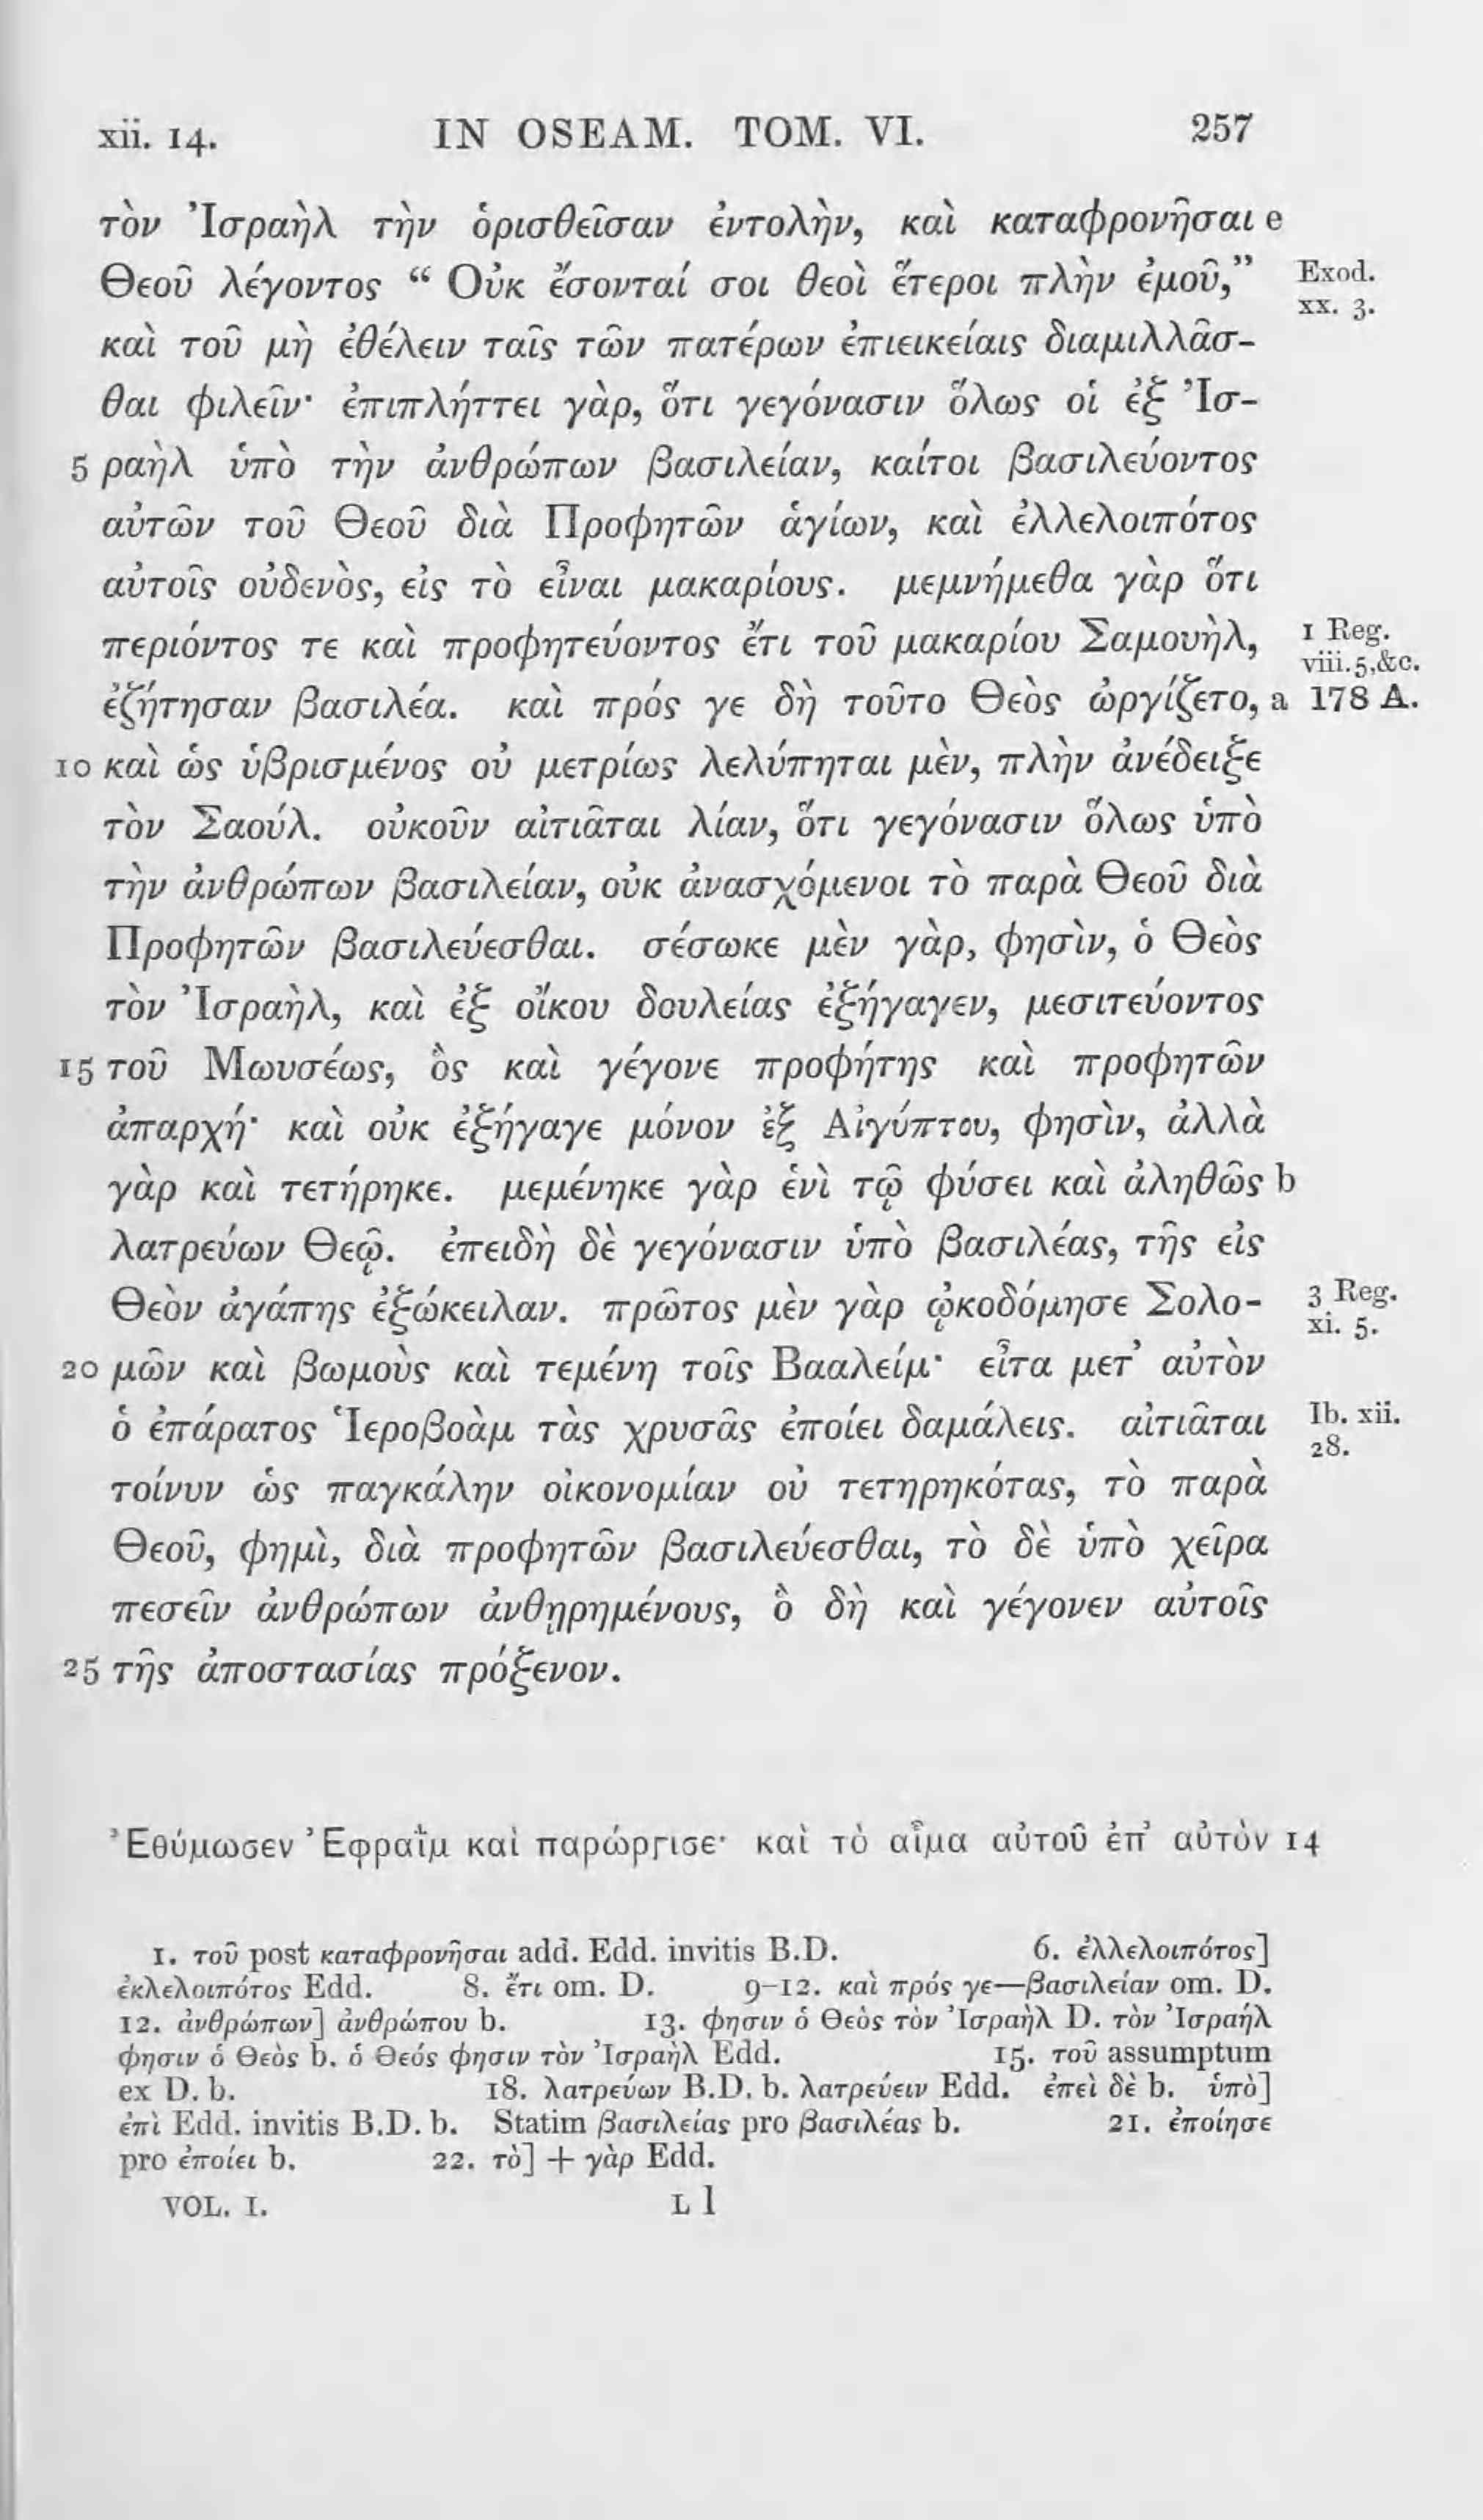 xii. 14. IN OSEAM. TOM. VI. 257
τὸν Ἰσραὴλ τὴν ὁρισθεῖσαν ἐντολὴν, καὶ καταφρονῆσαι e
Θεοῦ λέγοντος “ Οὐκ ἔσονταί σοι θεοὶ ἕτεροι πλὴν ἐμοῦ,” Exod. xx. 3.
καὶ τοῦ μὴ ἐθέλειν ταῖς τῶν πατέρων ἐπιεικείαις διαμιλλᾶσ-
θαι φιλεῖν· ἐπιπλήττει γὰρ, ὅτι γεγόνασιν ὅλως οἱ ἐξ Ἰσ-
5 ραὴλ ὑπὸ τὴν ἀνθρώπων βασιλείαν, καίτοι βασιλεύοντος
αὐτῶν τοῦ Θεοῦ διὰ Προφητῶν ἁγίων, καὶ ἐλλελοιπότος
αὐτοῖς οὐδενὸς, εἰς τὸ εἶναι μακαρίους. μεμνήμεθα γὰρ ὅτι
περιόντος τε καὶ προφητεύοντος ἔτι τοῦ μακαρίου Σαμουὴλ, 1 Reg. viii. 5, &c.
ἐζήτησαν βασιλέα. καὶ πρός γε δὴ τοῦτο Θεὸς ὠργίζετο, a 178 A.
10 καὶ ὡς ὑβρισμένος οὐ μετρίως λελύπηται μὲν, πλὴν ἀνέδειξε
τὸν Σαούλ. οὐκοῦν αἰτιᾶται λίαν, ὅτι γεγόνασιν ὅλως ὑπὸ
τὴν ἀνθρώπων βασιλείαν, οὐκ ἀνασχόμενοι τὸ παρὰ Θεοῦ διὰ
Προφητῶν βασιλεύεσθαι. σέσωκε μὲν γὰρ, φησὶν, ὁ Θεὸς
τὸν Ἰσραὴλ, καὶ ἐξ οἴκου δουλείας ἐξήγαγεν, μεσιτεύοντος
15 τοῦ Μωυσέως, ὃς καὶ γέγονε προφήτης καὶ προφητῶν
ἀπαρχή· καὶ οὐκ ἐξήγαγε μόνον ἐξ Αἰγύπτου, φησὶν, ἀλλὰ
γὰρ καὶ τετήρηκε. μεμένηκε γὰρ ἑνὶ τῷ φύσει καὶ ἀληθῶς b
λατρεύων Θεῷ. ἐπειδὴ δὲ γεγόνασιν ὑπὸ βασιλέας, τῆς εἰς
Θεὸν ἀγάπης ἐξώκειλαν. πρῶτος μὲν γὰρ ᾠκοδόμησε Σολο- 3 Reg. xi. 5.
20 μῶν καὶ βωμοὺς καὶ τεμένη τοῖς Βααλείμ· εἶτα μετ’ αὐτὸν
ὁ ἐπάρατος Ἱεροβοὰμ τὰς χρυσᾶς ἐποίει δαμάλεις. αἰτιᾶται Ib. xii. 28.
τοίνυν ὡς παγκάλην οἰκονομίαν οὐ τετηρηκότας, τὸ παρὰ
Θεοῦ, φημὶ, διὰ προφητῶν βασιλεύεσθαι, τὸ δὲ ὑπὸ χεῖρα
πεσεῖν ἀνθρώπων ἀνθῃρημένους, ὃ δὴ καὶ γέγονεν αὐτοῖς
25 τῆς ἀποστασίας πρόξενον.
Ἐθύμωσεν Ἐφραῒμ καὶ παρώργισε· καὶ τὸ αἷμα αὐτοῦ ἐπ’ αὐτὸν 14
1. τοῦ post καταφρονῆσαι add. Edd. invitis B.D. 6. ἐλλελοιπότος]
ἐκλελοιπότος Edd. 8. ἔτι om. D. 9–12. καὶ πρός γε—βασιλείαν om. D.
12. ἀνθρώπων] ἀνθρώπου b. 13. φησιν ὁ Θεὸς τὸν Ἰσραὴλ D. τὸν Ἰσραήλ
φησιν ὁ Θεὸς b. ὁ Θεός φησιν τὸν Ἰσραὴλ Edd. 15. τοῦ assumptum
ex D. b. 18. λατρεύων B.D. b. λατρεύειν Edd. ἐπεὶ δὲ b. ὑπὸ]
ἐπὶ Edd. invitis B.D. b. Statim βασιλείας pro βασιλέας b. 21. ἐποίησε
pro ἐποίει b. 22. τὸ] + γὰρ Edd.
VOL. I. L l